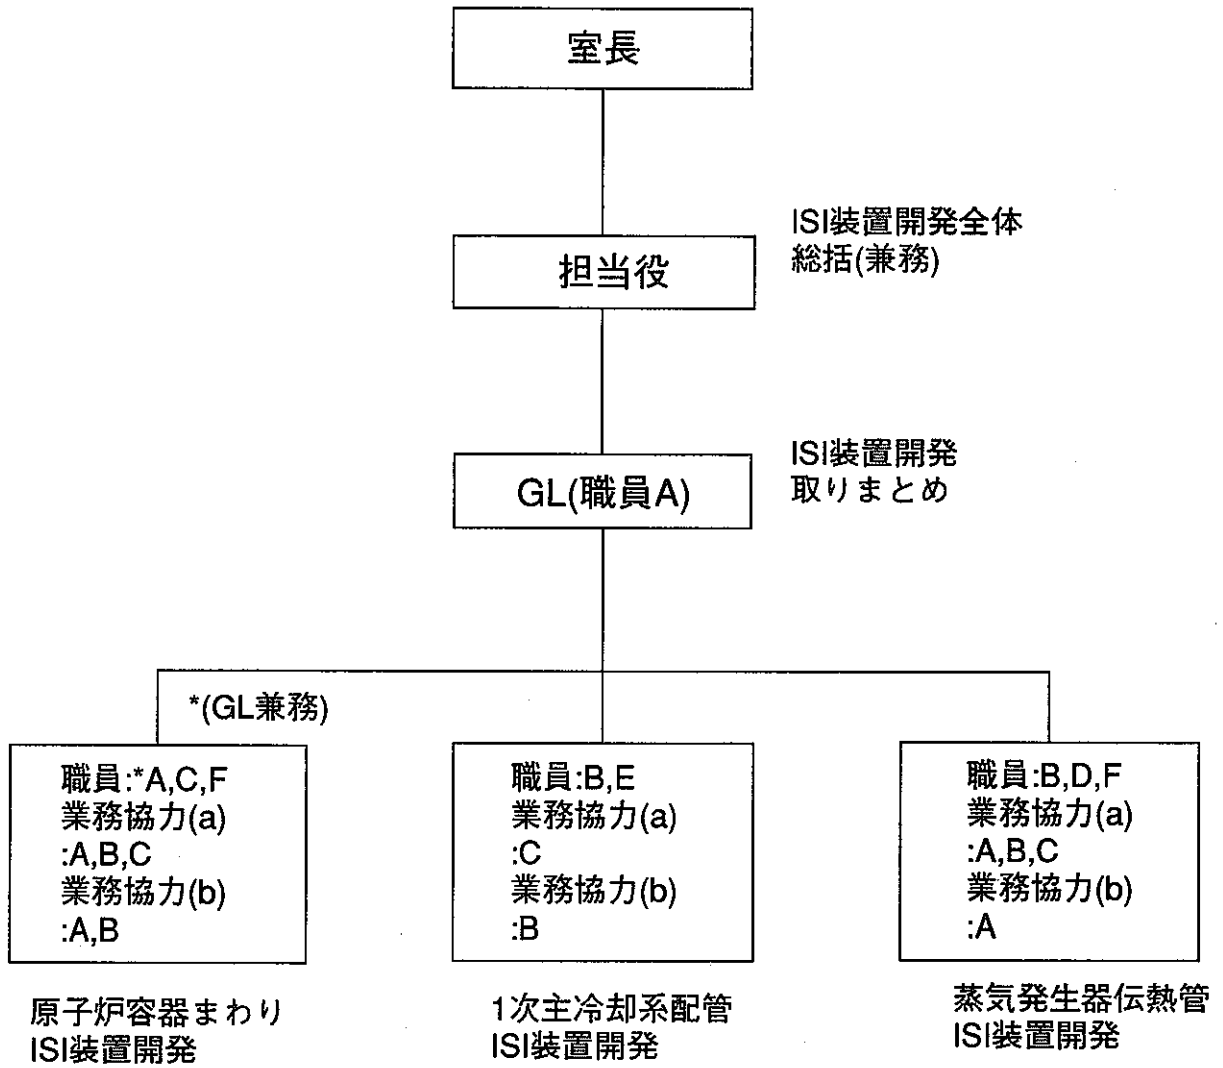 室長
ISI装置開発全体
総括(兼務)
担当役
ISI装置開発
取りまとめ
GL(職員A)
*(GL兼務)
職員:*A,C,F
業務協力(a)
:A,B,C
業務協力(b)
:A,B
原子炉容器まわり
ISI装置開発
職員:B,E
業務協力(a)
:C
業務協力(b)
:B
1次主冷却系配管
ISI装置開発
職員:B,D,F
業務協力(a)
:A,B,C
業務協力(b)
:A
蒸気発生器伝熱管
ISI装置開発